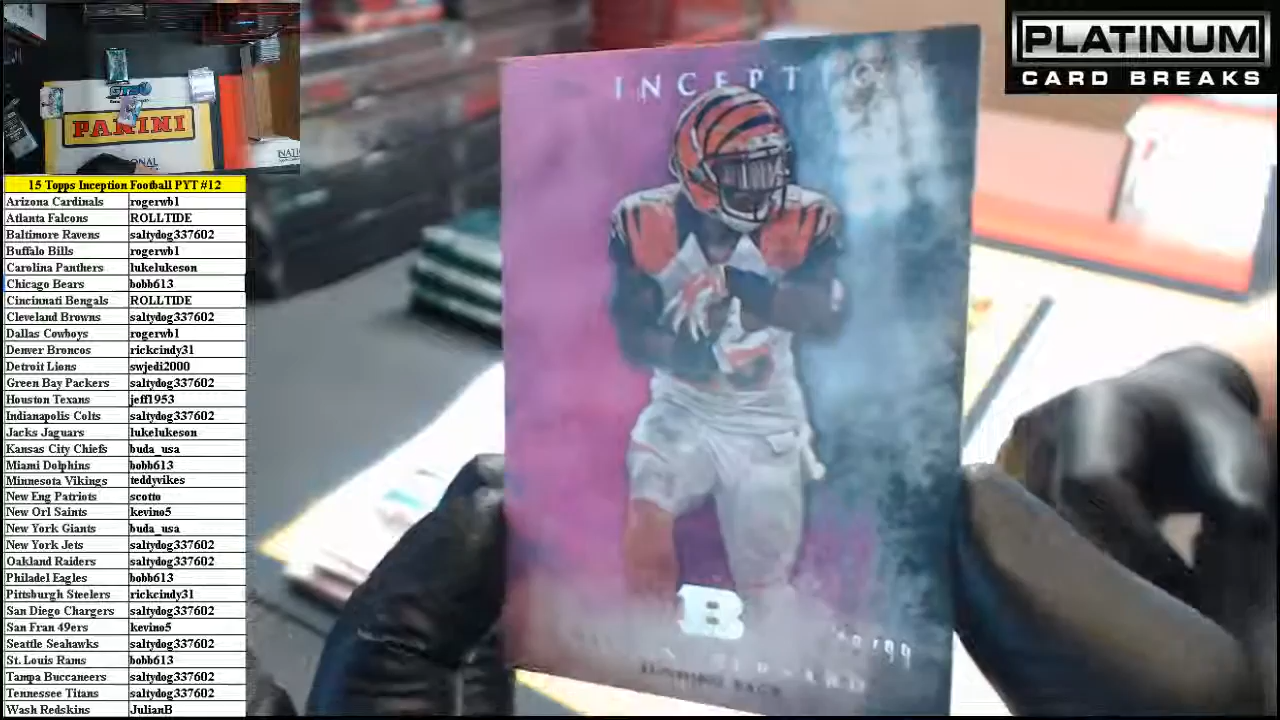 PLATINUM
CARD BREAKS
PANINI
INCEPTI
15 Topps Inception Football PYT #12
Arizona Cardinals rogerwb1
Atlanta Falcons ROLLTIDE
Baltimore Ravens saltydog337602
Buffalo Bills rogerwb1
Carolina Panthers lukelukeson
Chicago Bears bobb613
Cincinnati Bengals ROLLTIDE
Cleveland Browns saltydog337602
Dallas Cowboys rogerwb1
Denver Broncos rickcindy31
Detroit Lions swjedi2000
Green Bay Packers saltydog337602
Houston Texans jeff1953
Indianapolis Colts saltydog337602
Jacks Jaguars lukelukeson
Kansas City Chiefs buda_usa
Miami Dolphins bobb613
Minnesota Vikings teddyvikes
New Eng Patriots scotto
New Orl Saints kevino5
New York Giants buda_usa
New York Jets saltydog337602
Oakland Raiders saltydog337602
Philadel Eagles bobb613
Pittsburgh Steelers rickcindy31
San Diego Chargers saltydog337602
San Fran 49ers kevino5
Seattle Seahawks saltydog337602
St. Louis Rams bobb613
Tampa Buccaneers saltydog337602
Tennessee Titans saltydog337602
Wash Redskins JulianB
B
RUNNING BACK